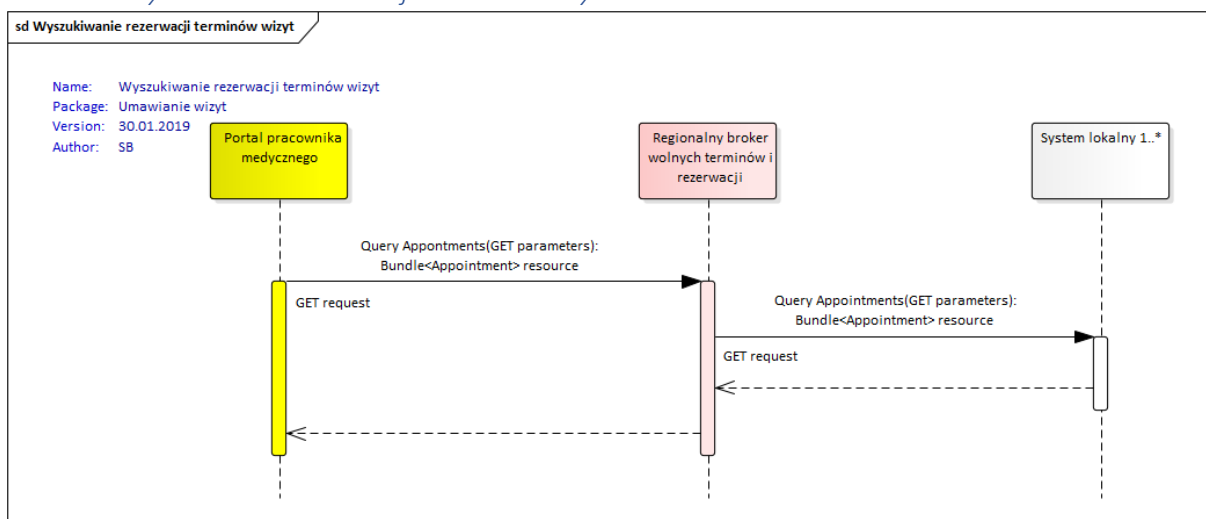 sd Wyszukiwanie rezerwacji terminów wizyt
Name: Wyszukiwanie rezerwacji terminów wizyt
Package: Umawianie wizyt
Version: 30.01.2019
Author: SB
Portal pracownika
medycznego
Regionalny broker
wolnych terminów i
rezerwacji
System lokalny 1..*
Query Appontments(GET parameters):
Bundle<Appointment> resource
GET request
Query Appointments(GET parameters):
Bundle<Appointment> resource
GET request